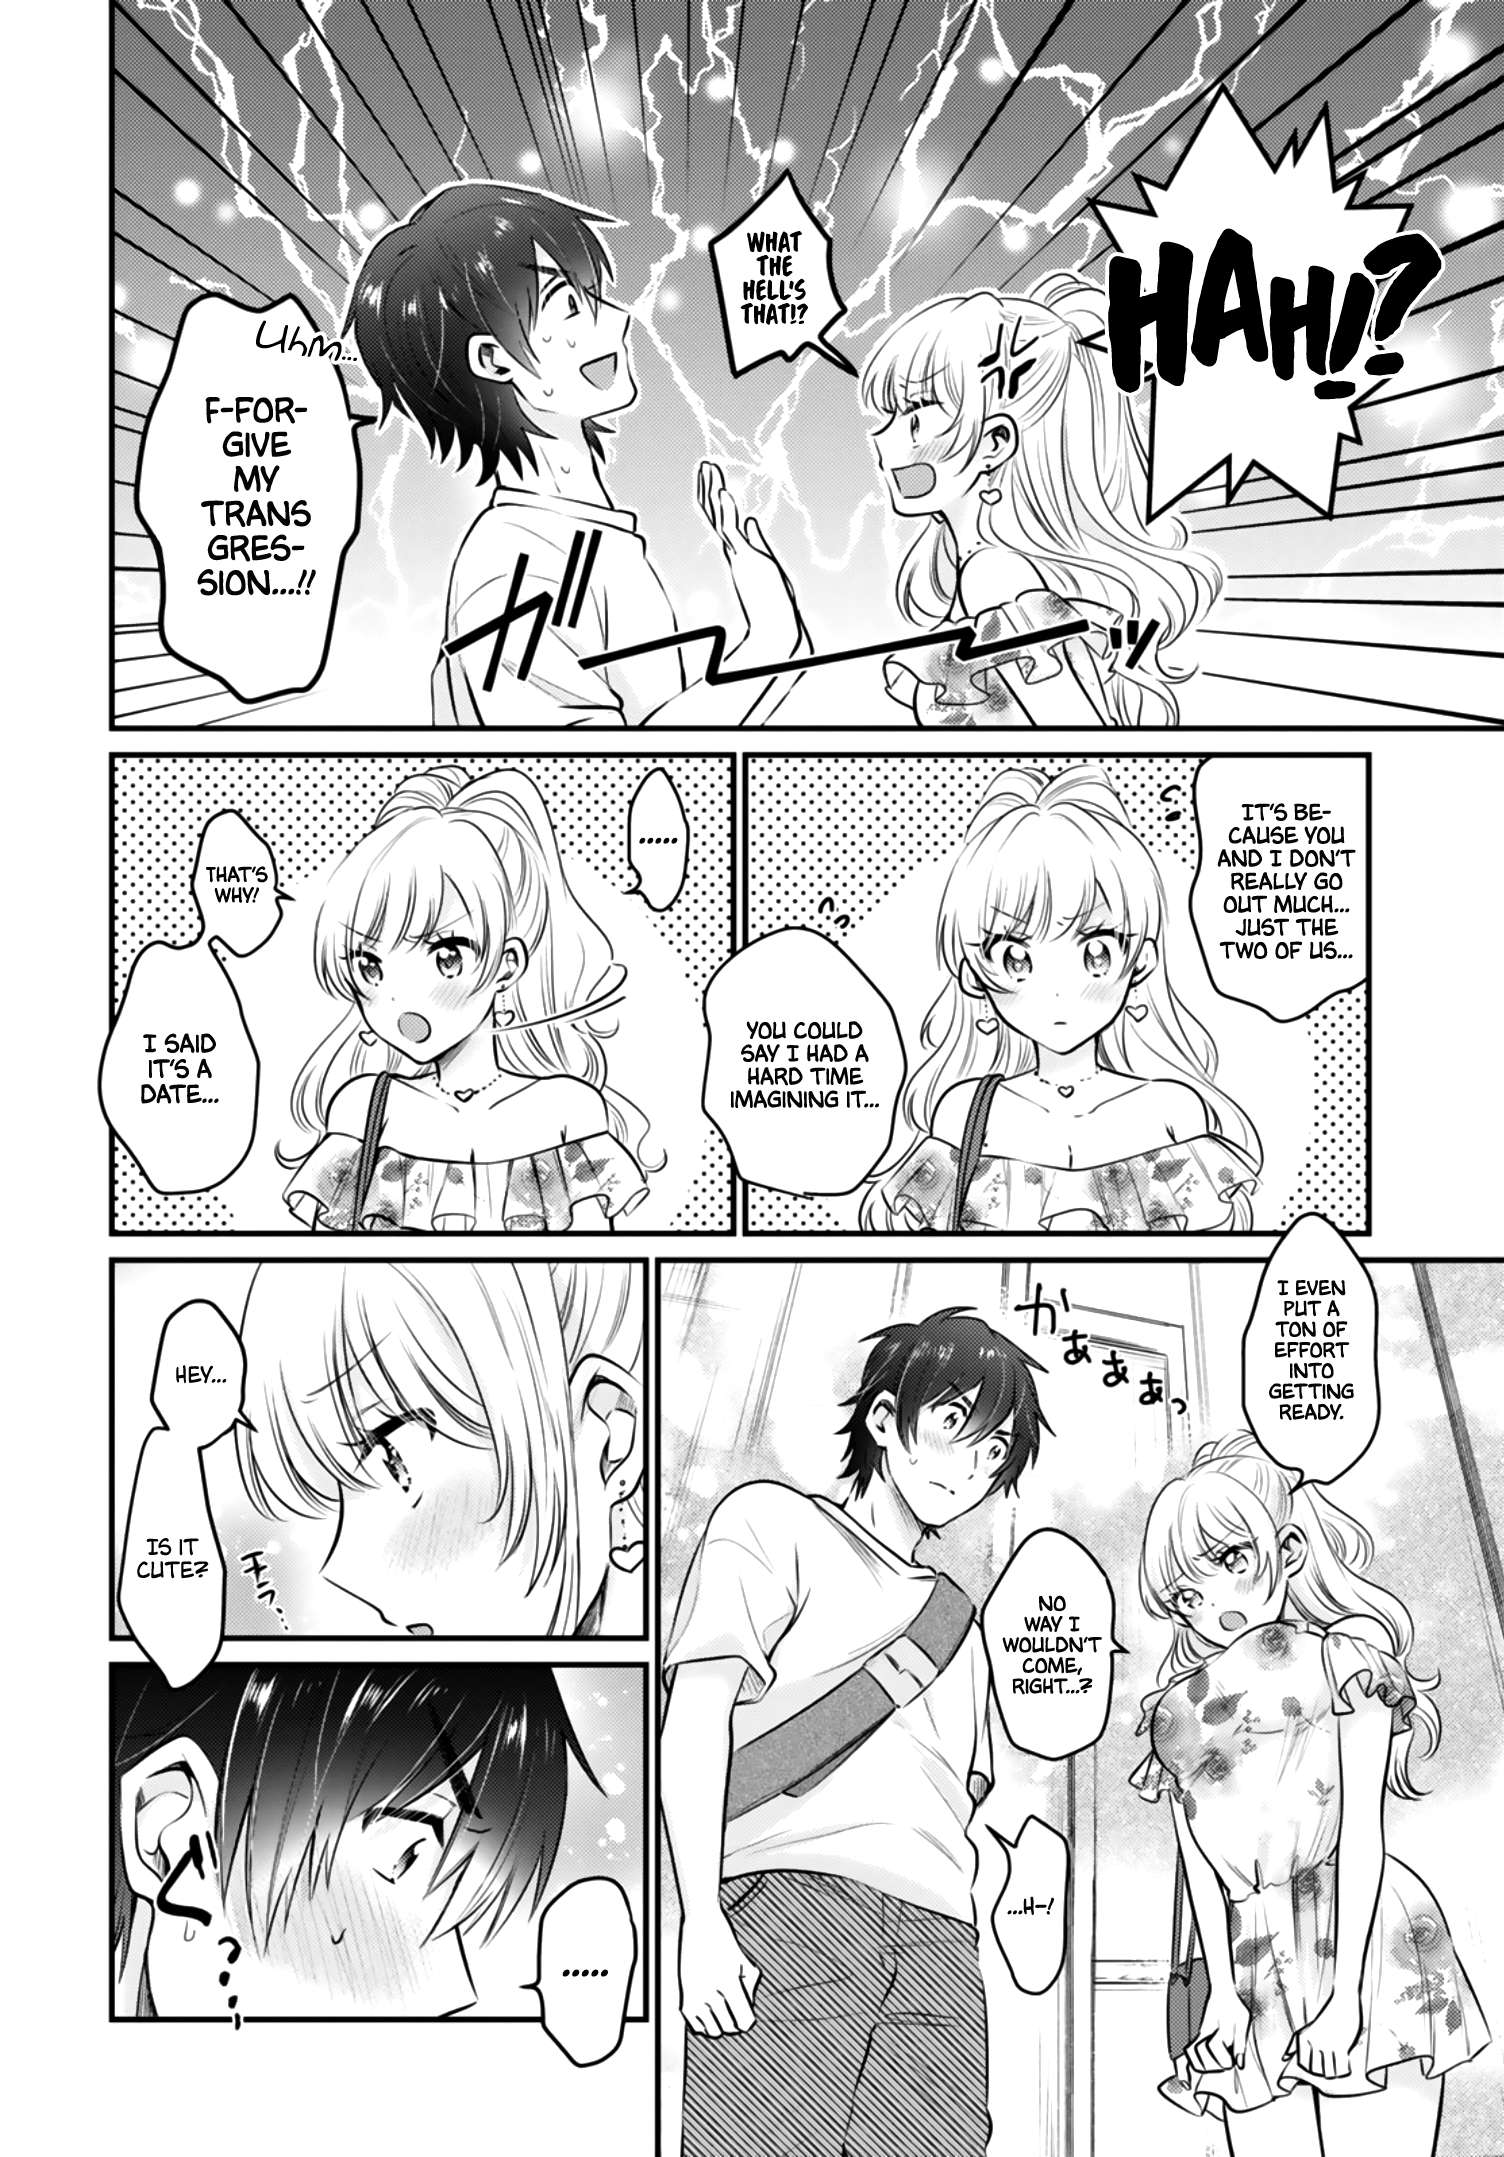 HAH!?
WHAT
THE
HELL'S
THAT!?
Uhm...
F-FOR-
GIVE
MY
TRANS
GRES-
SION...!!
ガーッ
IT'S BE-
CAUSE YOU
AND I DON'T
REALLY GO
OUT MUCH...
JUST THE
TWO OF US...
YOU COULD
SAY I HAD A
HARD TIME
IMAGINING IT...
......
THAT'S
WHY!
I SAID
IT'S A
DATE...
I EVEN
PUT A
TON OF
EFFORT
INTO
GETTING
READY.
かぁぁぁっ
NO
WAY I
WOULDN'T
COME,
RIGHT...?
...H-!
HEY...
IS IT
CUTE?
......